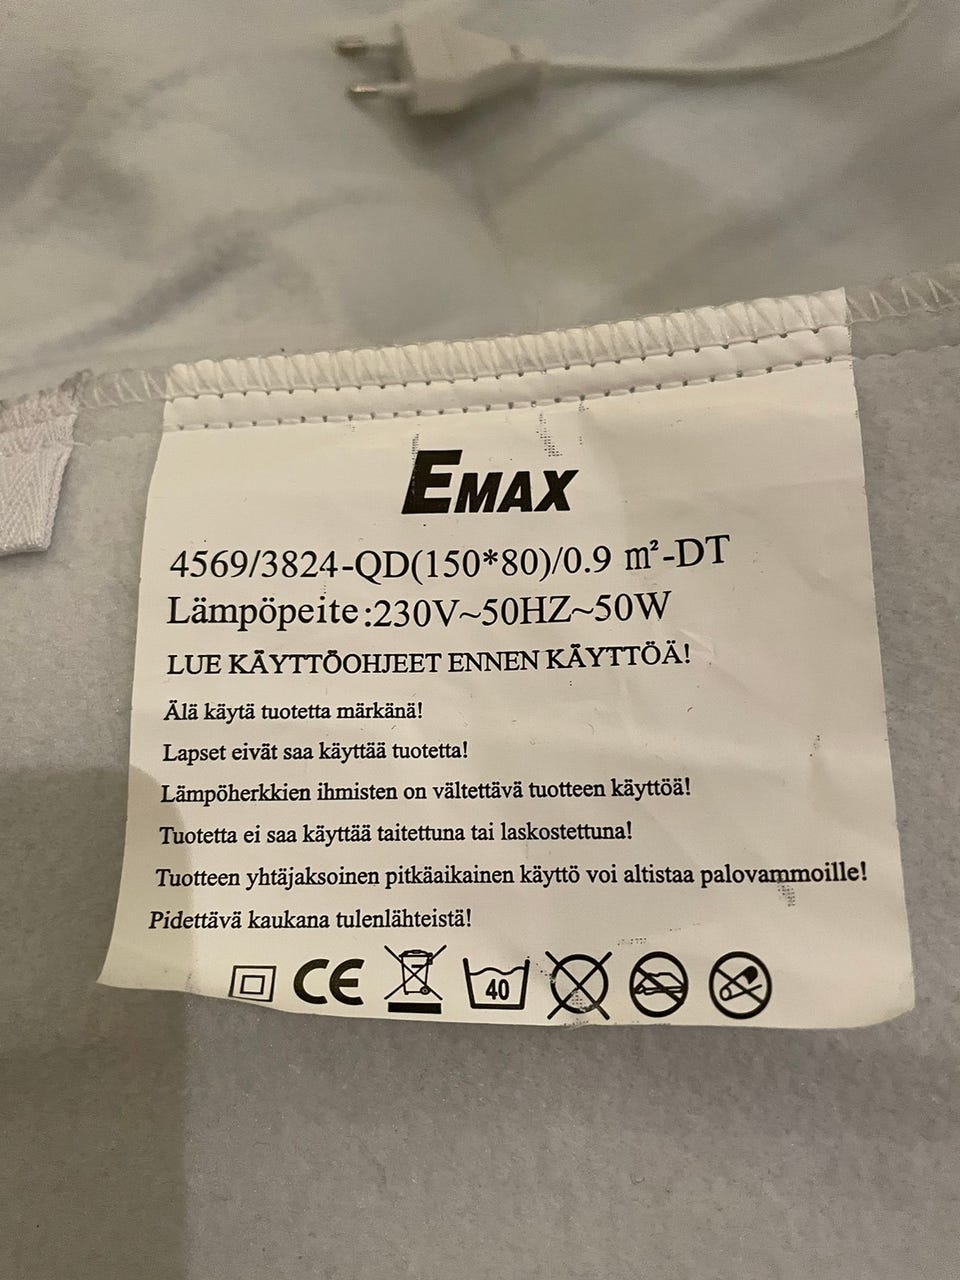 EMAX
4569/3824-QD(150*80)/0.9 m²-DT
Lämpöpeite:230V~50HZ~50W
LUE KÄYTTÖOHJEET ENNEN KÄYTTÖÄ!
Älä käytä tuotetta märkänä!
Lapset eivät saa käyttää tuotetta!
Lämpöherkkien ihmisten on vältettävä tuotteen käyttöä!
Tuotetta ei saa käyttää taitettuna tai laskostettuna!
Tuotteen yhtäjaksoinen pitkäaikainen käyttö voi altistaa palovammoille!
Pidettävä kaukana tulenlähteistä!
CE 40